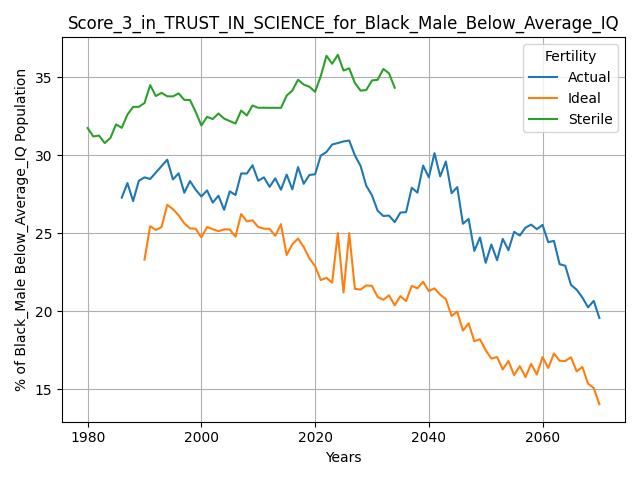 Score_3_in_TRUST_IN_SCIENCE_for_Black_Male_Below_Average_IQ
Fertility
Actual
Ideal
Sterile
% of Black_Male Below_Average_IQ Population
35
30
25
20
15
1980
2000
2020
2040
2060
Years